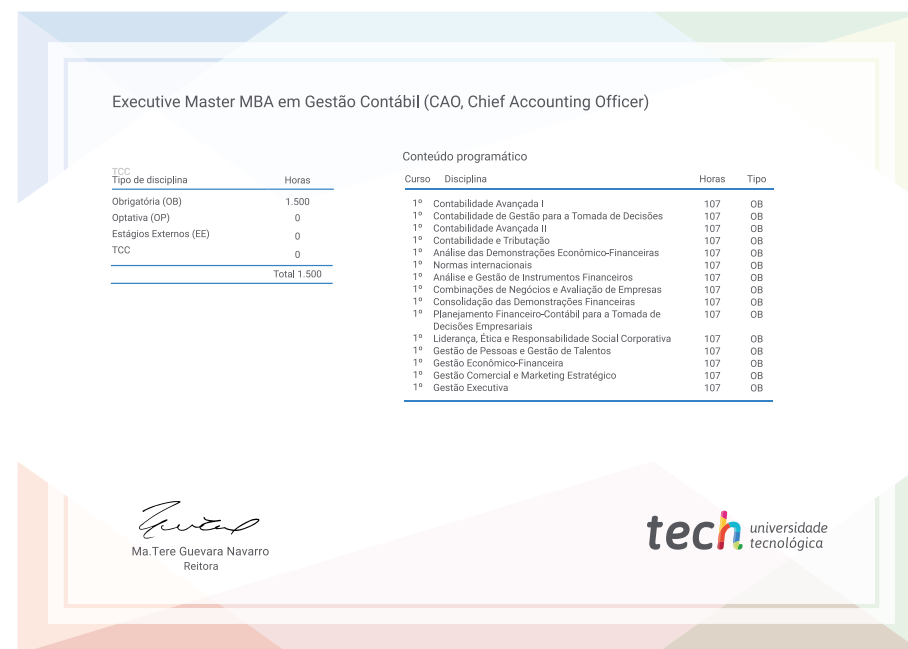 Executive Master MBA em Gestão Contábil (CAO, Chief Accounting Officer)
TCC
Tipo de disciplina Horas
Obrigatória (OB) 1.500
Optativa (OP) 0
Estágios Externos (EE) 0
TCC 0
Total 1.500
Conteúdo programático
Curso Disciplina Horas Tipo
1º Contabilidade Avançada I 107 OB
1º Contabilidade de Gestão para a Tomada de Decisões 107 OB
1º Contabilidade Avançada II 107 OB
1º Contabilidade e Tributação 107 OB
1º Análise das Demonstrações Econômico-Financeiras 107 OB
1º Normas internacionais 107 OB
1º Análise e Gestão de Instrumentos Financeiros 107 OB
1º Combinações de Negócios e Avaliação de Empresas 107 OB
1º Consolidação das Demonstrações Financeiras 107 OB
1º Planejamento Financeiro-Contábil para a Tomada de 107 OB
Decisões Empresariais
1º Liderança, Ética e Responsabilidade Social Corporativa 107 OB
1º Gestão de Pessoas e Gestão de Talentos 107 OB
1º Gestão Econômico-Financeira 107 OB
1º Gestão Comercial e Marketing Estratégico 107 OB
1º Gestão Executiva 107 OB
Ma.Tere Guevara Navarro
Reitora
tech universidade
tecnológica